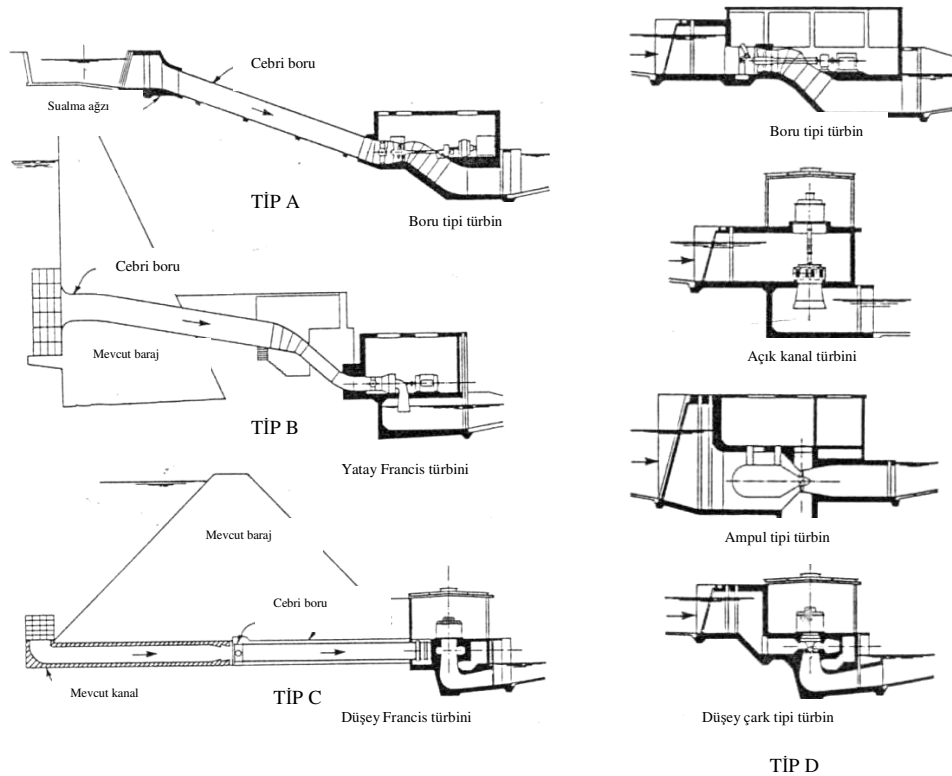 Cebri boru
Sualma ağzı
TİP A
Boru tipi türbin
Cebri boru
Mevcut baraj
TİP B
Yatay Francis türbini
Mevcut baraj
Cebri boru
Mevcut kanal
TİP C
Düşey Francis türbini
Boru tipi türbin
Açık kanal türbini
Ampul tipi türbin
Düşey çark tipi türbin
TİP D